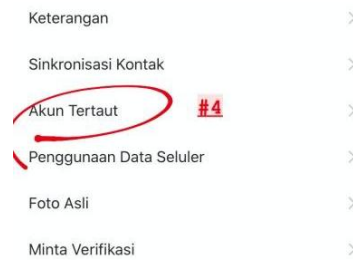 Keterangan
Sinkronisasi Kontak
Akun Tertaut #4
Penggunaan Data Seluler
Foto Asli
Minta Verifikasi